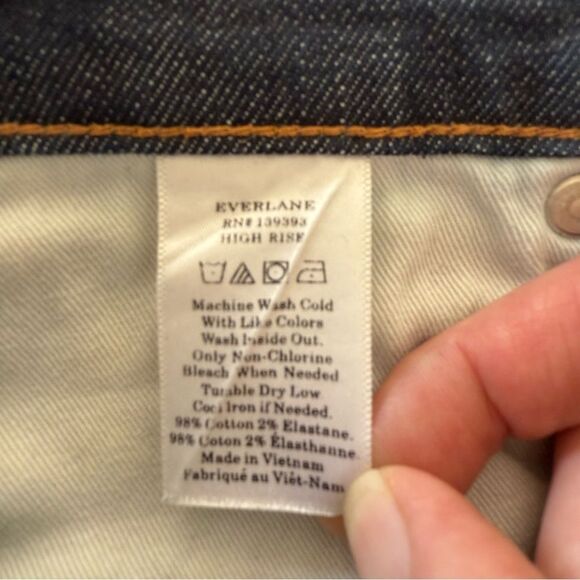 EVERLANE
RN# 139393
HIGH RISE
Machine Wash Cold
With Like Colors
Wash Inside Out.
Only Non-Chlorine
Bleach When Needed
Tumble Dry Low
Cool Iron if Needed.
98% Cotton 2% Elastane.
98% Cotton 2% Élasthanne.
Made in Vietnam
Fabriqué au Viêt-Nam